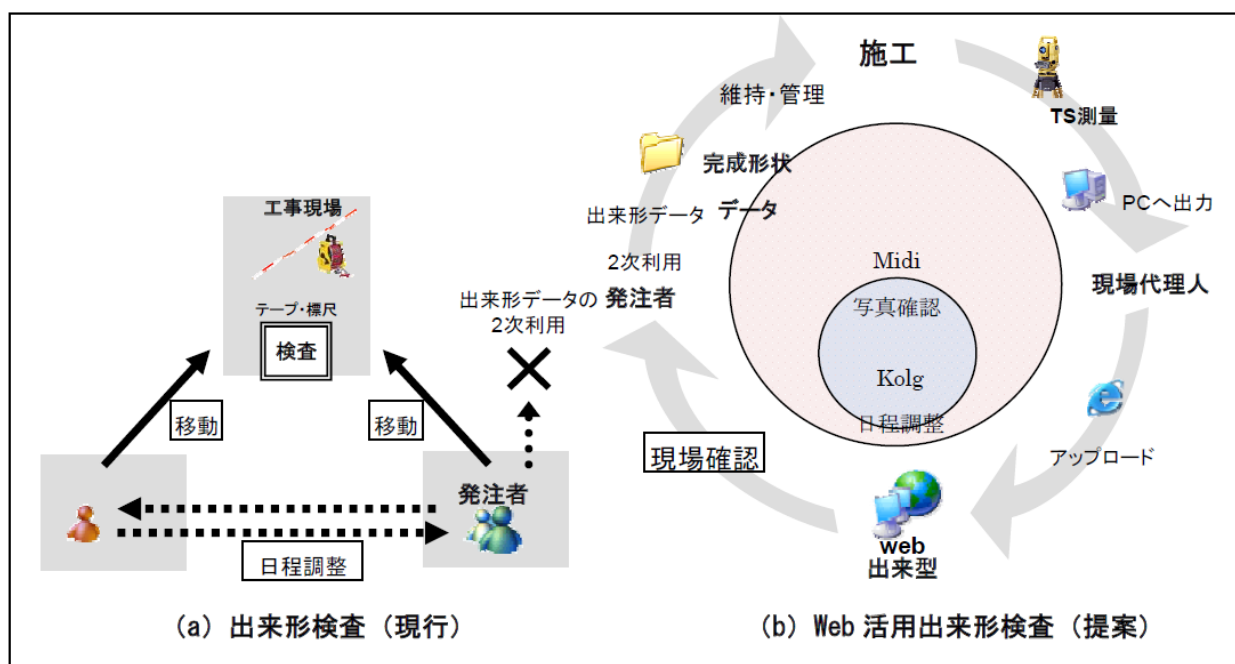 工事現場
テープ・標尺
検査
移動
移動
発注者
日程調整
出来形データの
2次利用
(a) 出来形検査 (現行)
施工
TS測量
PCへ出力
現場代理人
アップロード
web
出来型
現場確認
発注者
2次利用
出来形データ
完成形状
データ
維持・管理
Midi
写真確認
Kolg
日程調整
(b) Web 活用出来形検査 (提案)